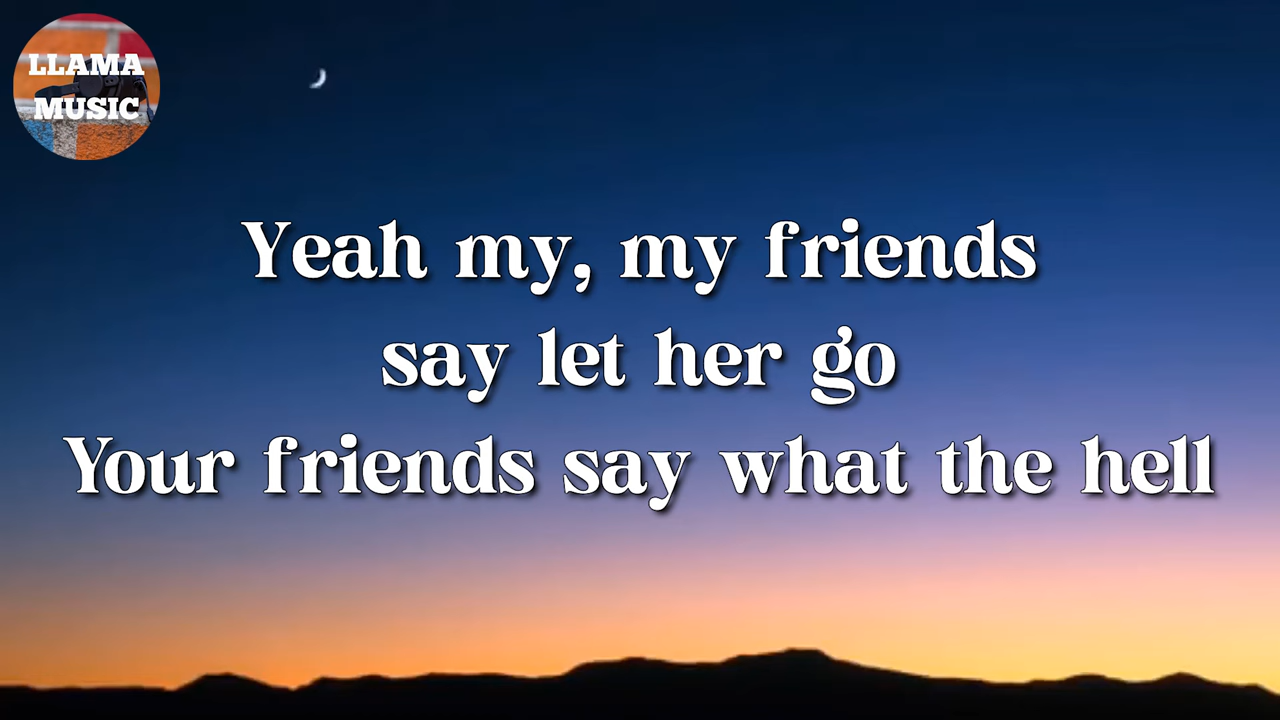 LLAMA
MUSIC
Yeah my, my friends
say let her go
Your friends say what the hell